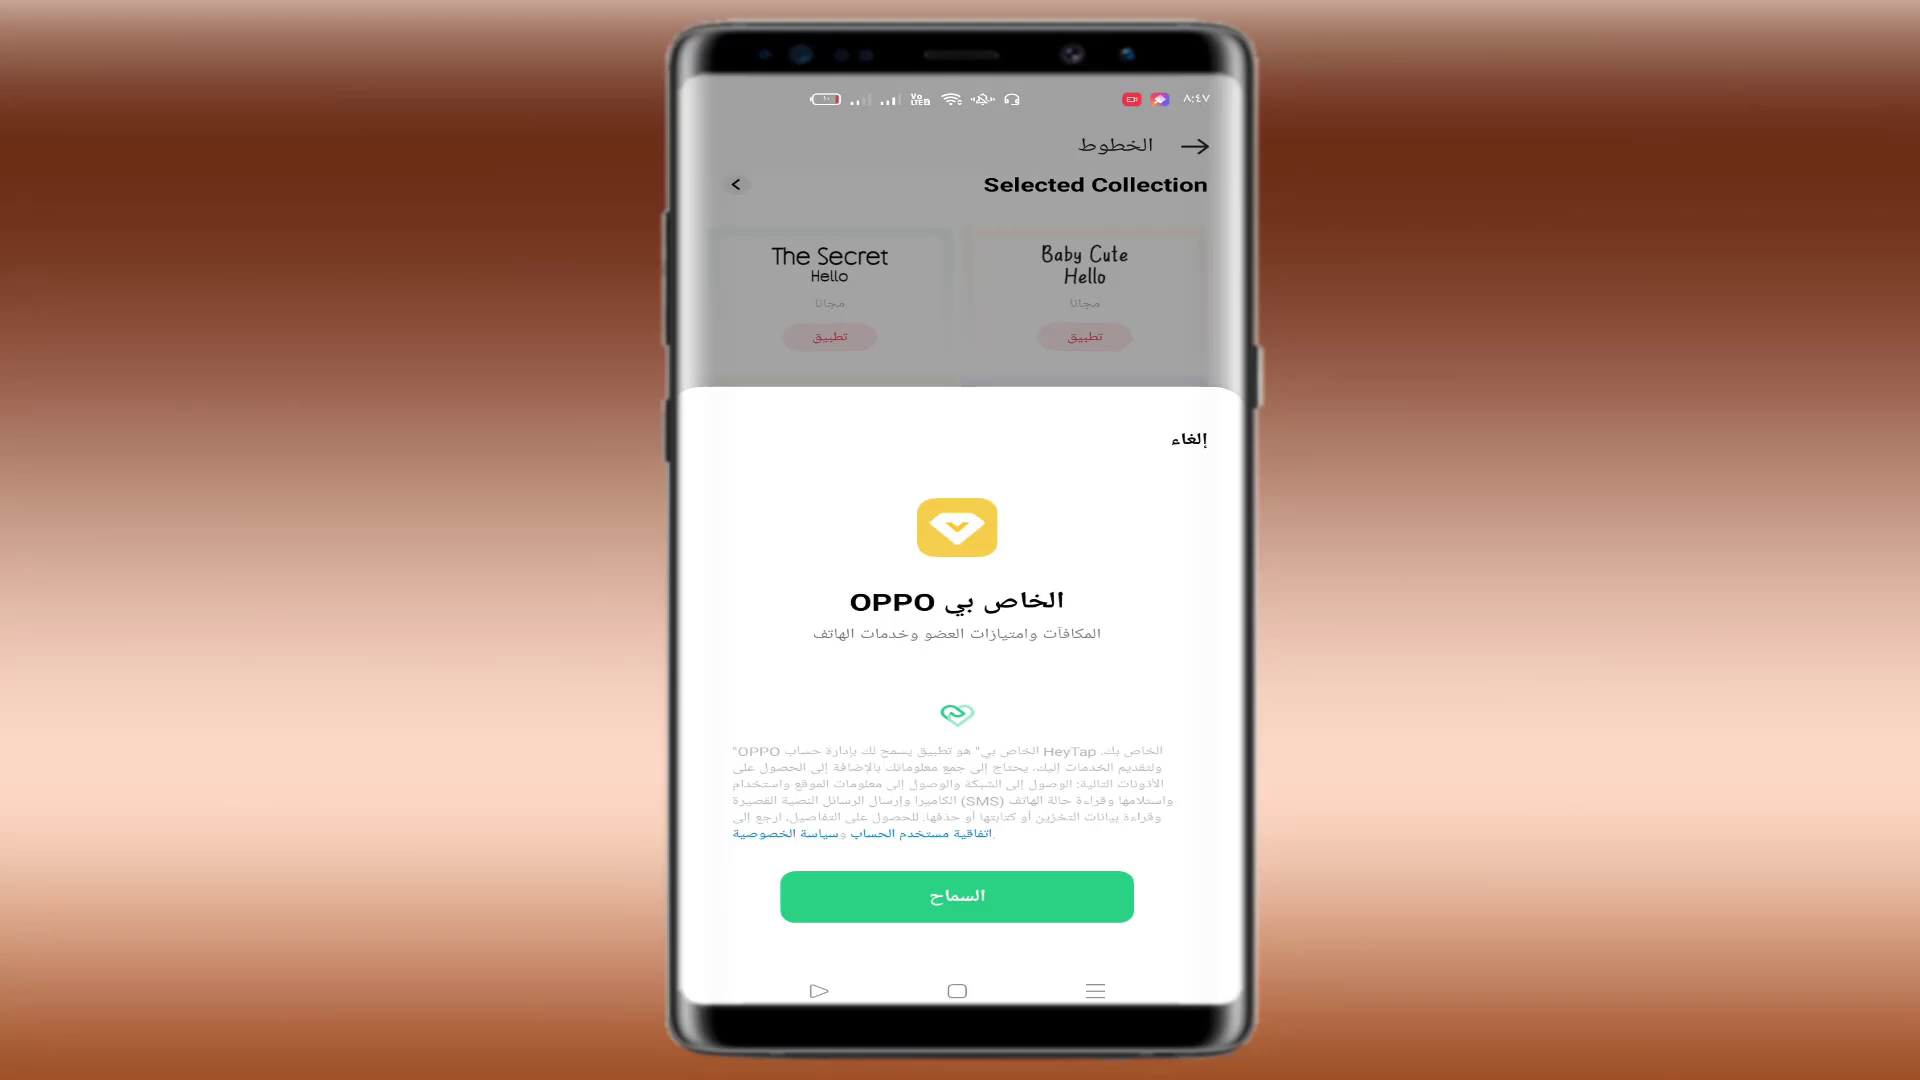 ٨:٤٧
Vo LTE
١٠
الخطوط
Selected Collection
Baby Cute
Hello
مجانا
تطبيق
The Secret
Hello
مجانا
تطبيق
إلغاء
الخاص بي OPPO
المكافآت وامتيازات العضو وخدمات الهاتف
"OPPO الخاص بي" هو تطبيق يسمح لك بإدارة حساب HeyTap الخاص بك.
ولتقديم الخدمات إليك، يحتاج إلى جمع معلوماتك بالإضافة إلى الحصول على
الأذونات التالية: الوصول إلى الشبكة والوصول إلى معلومات الموقع واستخدام
الكاميرا وإرسال الرسائل النصية القصيرة (SMS) واستلامها وقراءة حالة الهاتف
وقراءة بيانات التخزين أو كتابتها أو حذفها. للحصول على التفاصيل، ارجع إلى
اتفاقية مستخدم الحساب وسياسة الخصوصية.
السماح